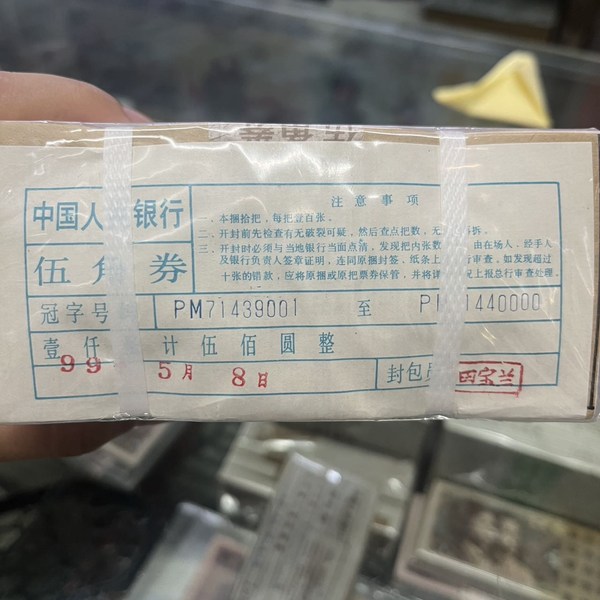 中国人 银行
伍角券
注意事项
一、本捆拾把，每把壹百张。
二、开封前先检查有无破裂可疑，然后查点把数，无 拆。
三、开封时必须与当地银行当面点清，发现把内张数 由在场人、经手人
及银行负责人签章证明，连同原捆封签，纸条上 行审查。如发现超过
十张的错款，应将原捆或原把票券保管，并将详 况上报总行审查处理。
冠字号 PM71439001 至 P 1440000
壹仟 计伍佰圆整
99 5月 8日
封包员 田宝兰